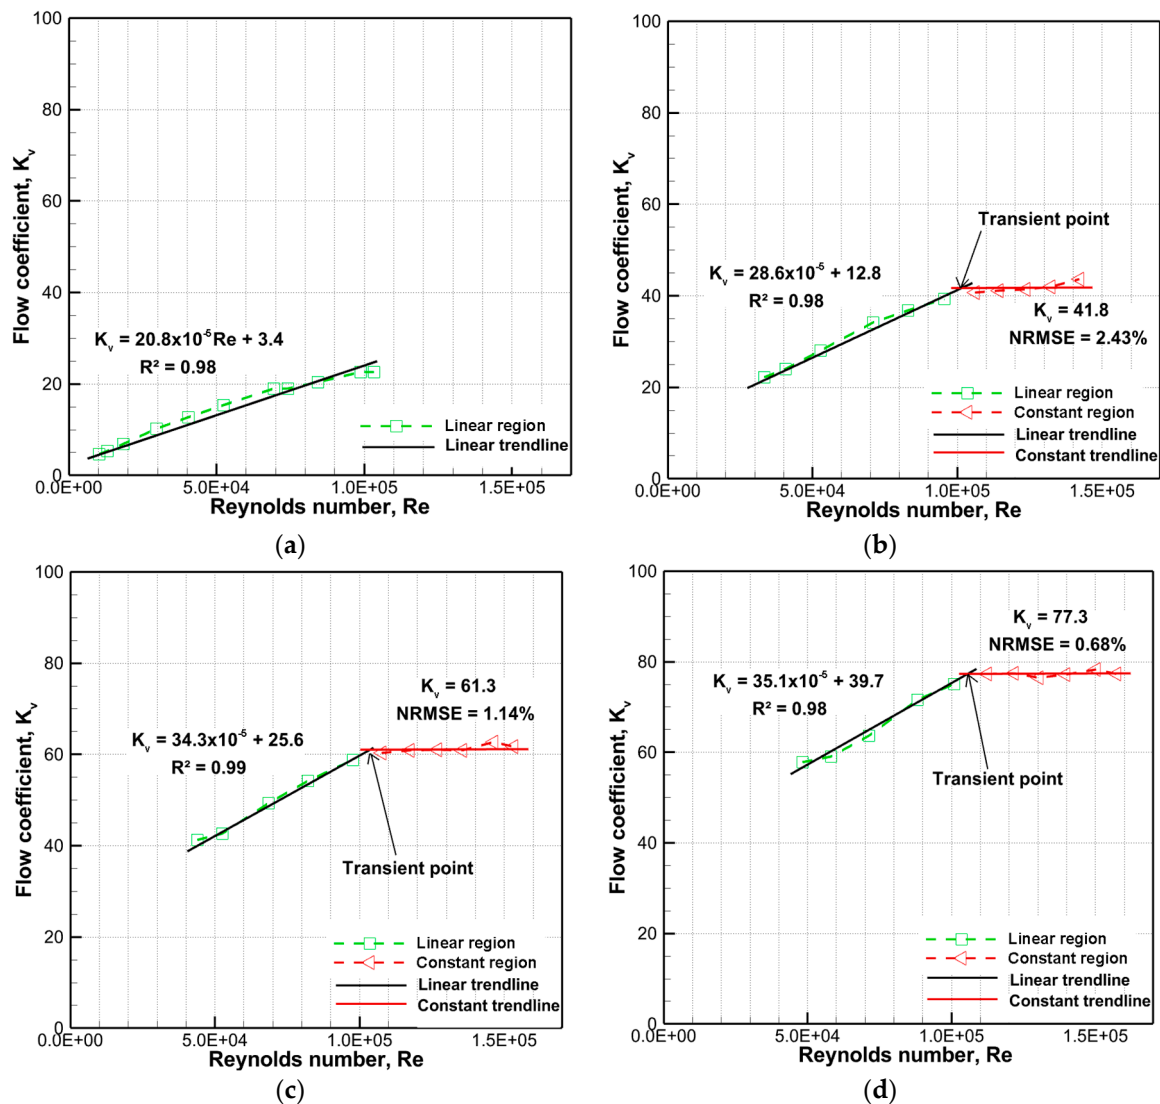 100
80
60
40
20
0
Flow coefficient, Kᵥ
Kᵥ = 20.8x10⁻⁵Re + 3.4
R² = 0.98
Linear region
Linear trendline
0.0E+00 5.0E+04 1.0E+05 1.5E+05
Reynolds number, Re
(a)
100
80
60
40
20
0
Flow coefficient, Kᵥ
Transient point
Kᵥ = 28.6x10⁻⁵ + 12.8
R² = 0.98
Kᵥ = 41.8
NRMSE = 2.43%
Linear region
Constant region
Linear trendline
Constant trendline
0.0E+00 5.0E+04 1.0E+05 1.5E+05
Reynolds number, Re
(b)
100
80
60
40
20
0
Flow coefficient, Kᵥ
Kᵥ = 61.3
NRMSE = 1.14%
Kᵥ = 34.3x10⁻⁵ + 25.6
R² = 0.99
Transient point
Linear region
Constant region
Linear trendline
Constant trendline
0.0E+00 5.0E+04 1.0E+05 1.5E+05
Reynolds number, Re
(c)
100
80
60
40
20
0
Flow coefficient, Kᵥ
Kᵥ = 77.3
NRMSE = 0.68%
Kᵥ = 35.1x10⁻⁵ + 39.7
R² = 0.98
Transient point
Linear region
Constant region
Linear trendline
Constant trendline
0.0E+00 5.0E+04 1.0E+05 1.5E+05
Reynolds number, Re
(d)